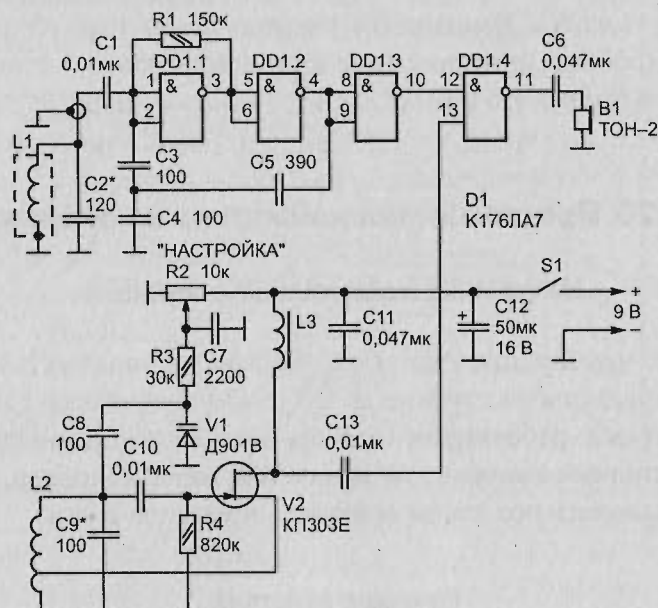 R1 150к
C1
0,01мк
DD1.1
DD1.2
DD1.3
DD1.4
C6
0,047мк
1
&
3
5
&
4
8
&
10
12
&
11
2
6
9
13
B1
ТОН–2
L1
C3
100
C5 390
C2*
120
C4 100
D1
К176ЛА7
"НАСТРОЙКА"
R2 10к
S1
+
9 В
–
L3
C11
0,047мк
+
C12
50мк
16 В
R3
30к
C7
2200
C8
100
V1
Д901В
C10
0,01мк
C13
0,01мк
L2
V2
КП303Е
C9*
100
R4
820к